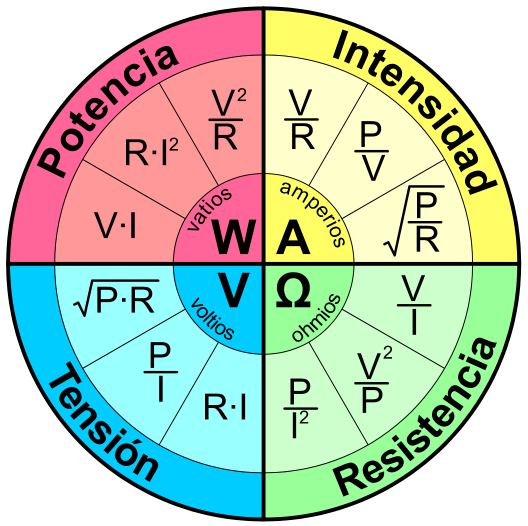 Potencia
V·I
R·I²
V²/R
vatios
W
Intensidad
V/R
P/V
√(P/R)
amperios
A
Tensión
√(P·R)
P/I
R·I
voltios
V
Resistencia
V/I
V²/P
P/I²
ohmios
Ω